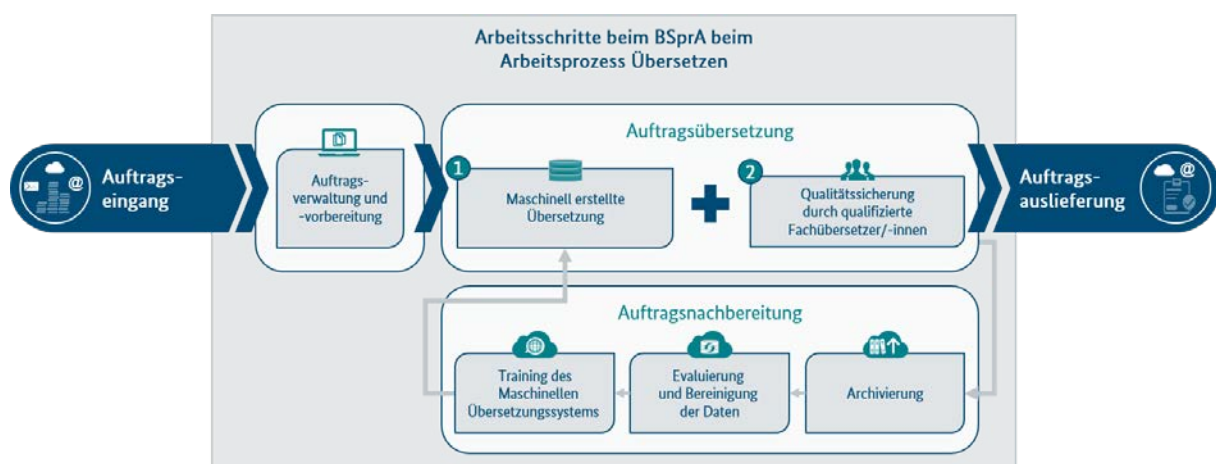 Arbeitsschritte beim BSprA beim
Arbeitsprozess Übersetzen
Auftrags-
eingang
Auftrags-
verwaltung und
-vorbereitung
Auftragsübersetzung
1
Maschinell erstellte
Übersetzung
2
Qualitätssicherung
durch qualifizierte
Fachübersetzer/-innen
Auftrags-
auslieferung
Auftragsnachbereitung
Training des
Maschinellen
Übersetzungssystems
Evaluierung
und Bereinigung
der Daten
Archivierung